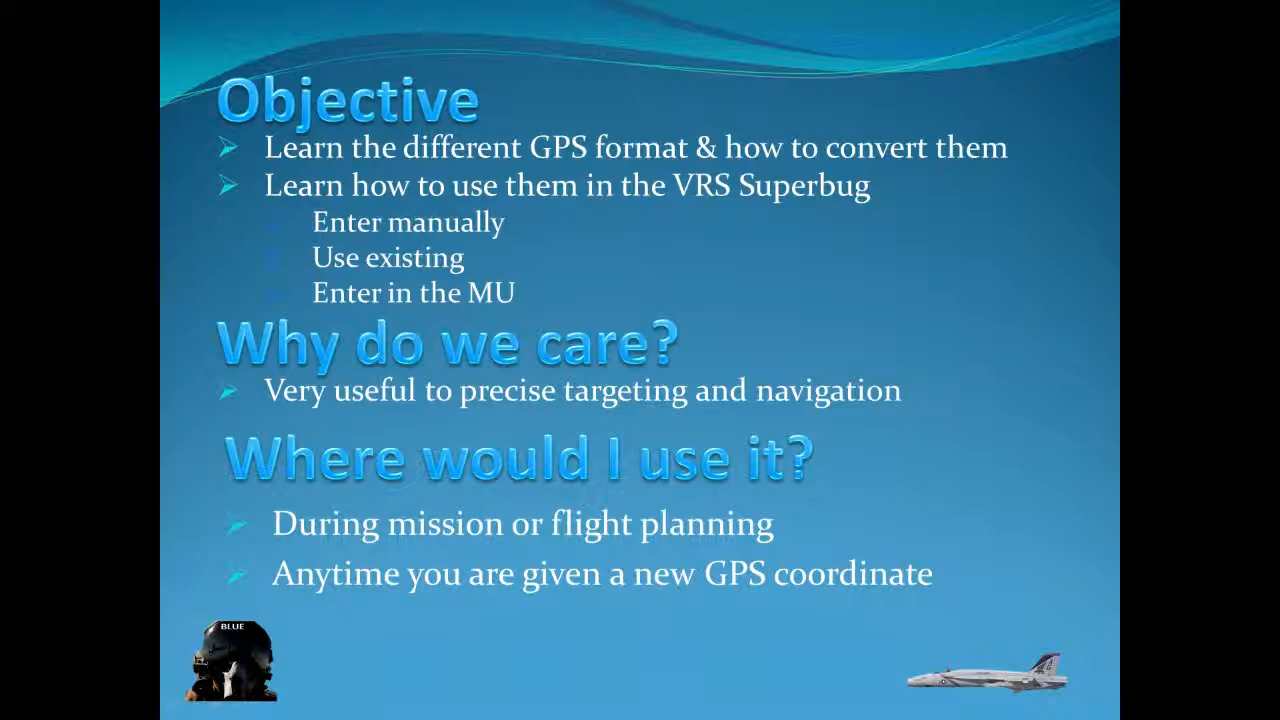 Objective
Learn the different GPS format & how to convert them
Learn how to use them in the VRS Superbug
Enter manually
Use existing
Enter in the MU
Why do we care?
Very useful to precise targeting and navigation
Where would I use it?
During mission or flight planning
Anytime you are given a new GPS coordinate
BLUE